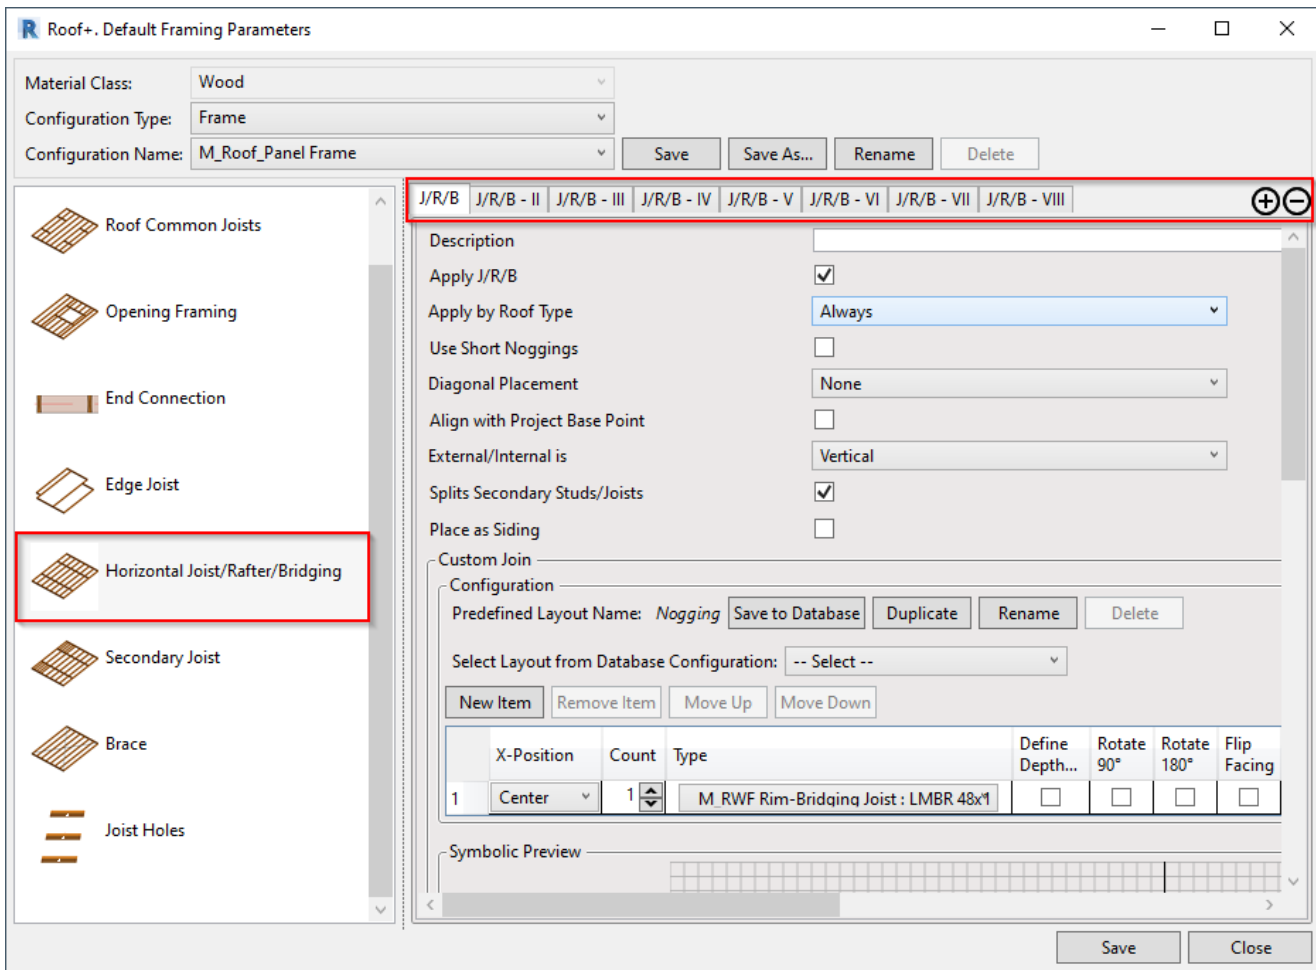 R Roof+. Default Framing Parameters
Material Class: Wood
Configuration Type: Frame
Configuration Name: M_Roof_Panel Frame Save Save As... Rename Delete
Roof Common Joists
Opening Framing
End Connection
Edge Joist
Horizontal Joist/Rafter/Bridging
Secondary Joist
Brace
Joist Holes
J/R/B J/R/B - II J/R/B - III J/R/B - IV J/R/B - V J/R/B - VI J/R/B - VII J/R/B - VIII
Description
Apply J/R/B
Apply by Roof Type Always
Use Short Noggings
Diagonal Placement None
Align with Project Base Point
External/Internal is Vertical
Splits Secondary Studs/Joists
Place as Siding
Custom Join
Configuration
Predefined Layout Name: Nogging Save to Database Duplicate Rename Delete
Select Layout from Database Configuration: -- Select --
New Item Remove Item Move Up Move Down
X-Position Count Type Define Depth... Rotate 90° Rotate 180° Flip Facing
1 Center 1 M_RWF Rim-Bridging Joist : LMBR
Symbolic Preview
Save Close